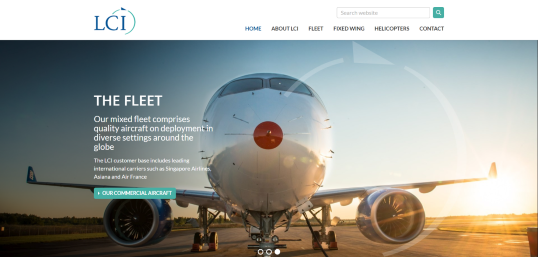 LCI
Search website
HOME ABOUT LCI FLEET FIXED WING HELICOPTERS CONTACT
THE FLEET
Our mixed fleet comprises
quality aircraft on deployment in
diverse settings around the
globe
The LCI customer base includes leading
international carriers such as Singapore Airlines,
Asiana and Air France
OUR COMMERCIAL AIRCRAFT